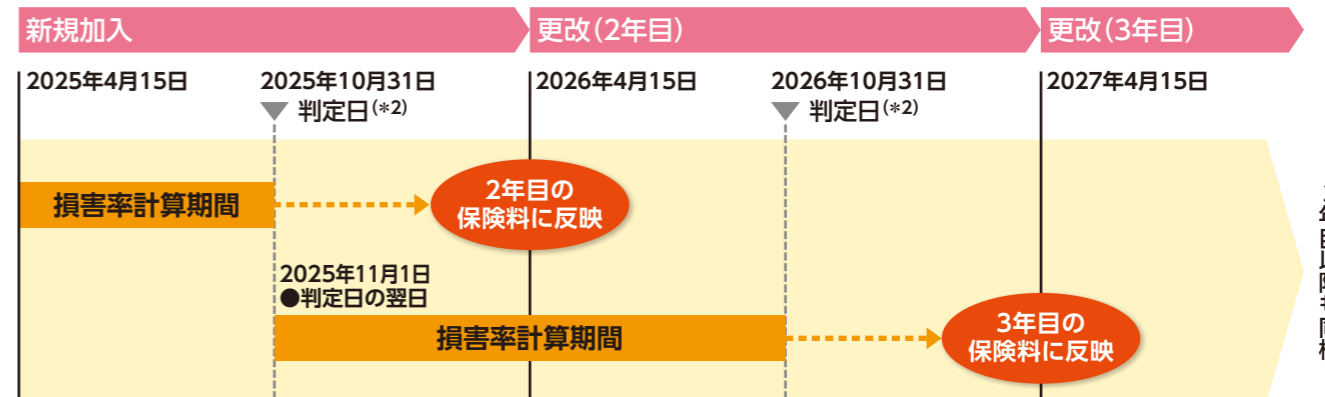 新規加入
更改（2年目）
更改（3年目）
2025年4月15日
2025年10月31日
判定日(*2)
2026年4月15日
2026年10月31日
判定日(*2)
2027年4月15日
損害率計算期間
2年目の
保険料に反映
2025年11月1日
●判定日の翌日
損害率計算期間
3年目の
保険料に反映